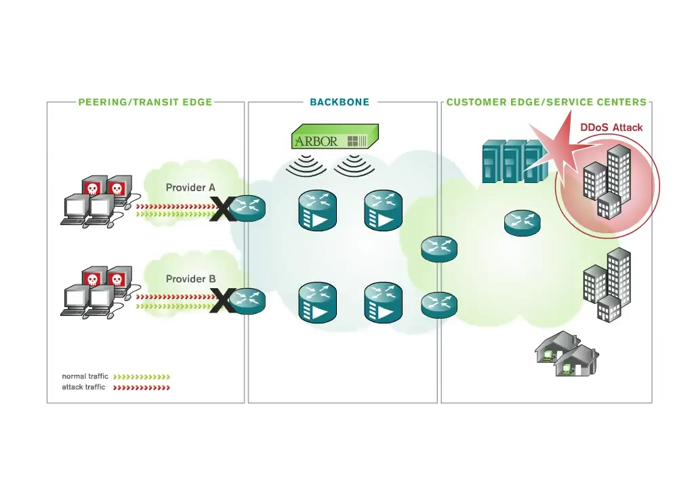 PEERING/TRANSIT EDGE
BACKBONE
CUSTOMER EDGE/SERVICE CENTERS
DDoS Attack
ARBOR
Provider A
X
Provider B
X
normal traffic
attack traffic